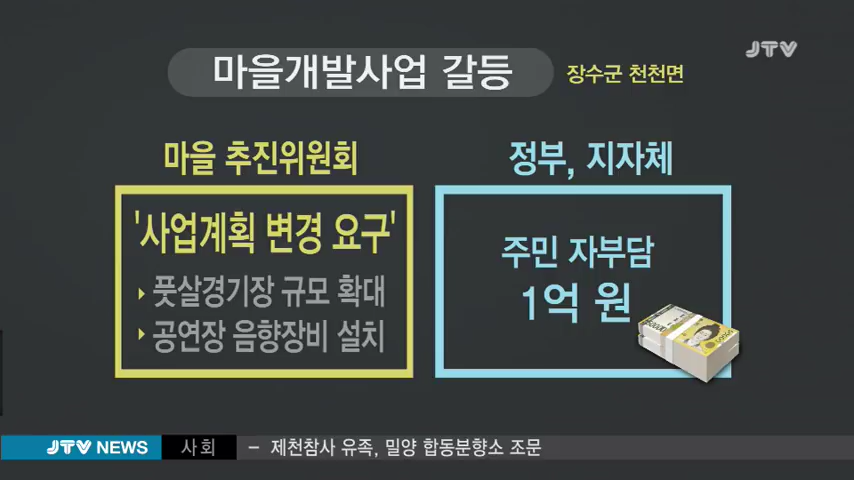 JTV
마을개발사업 갈등 장수군 천천면
마을 추진위원회
'사업계획 변경 요구'
풋살경기장 규모 확대
공연장 음향장비 설치
정부, 지자체
주민 자부담
1억 원
JTV NEWS 사회 - 제천참사 유족, 밀양 합동분향소 조문